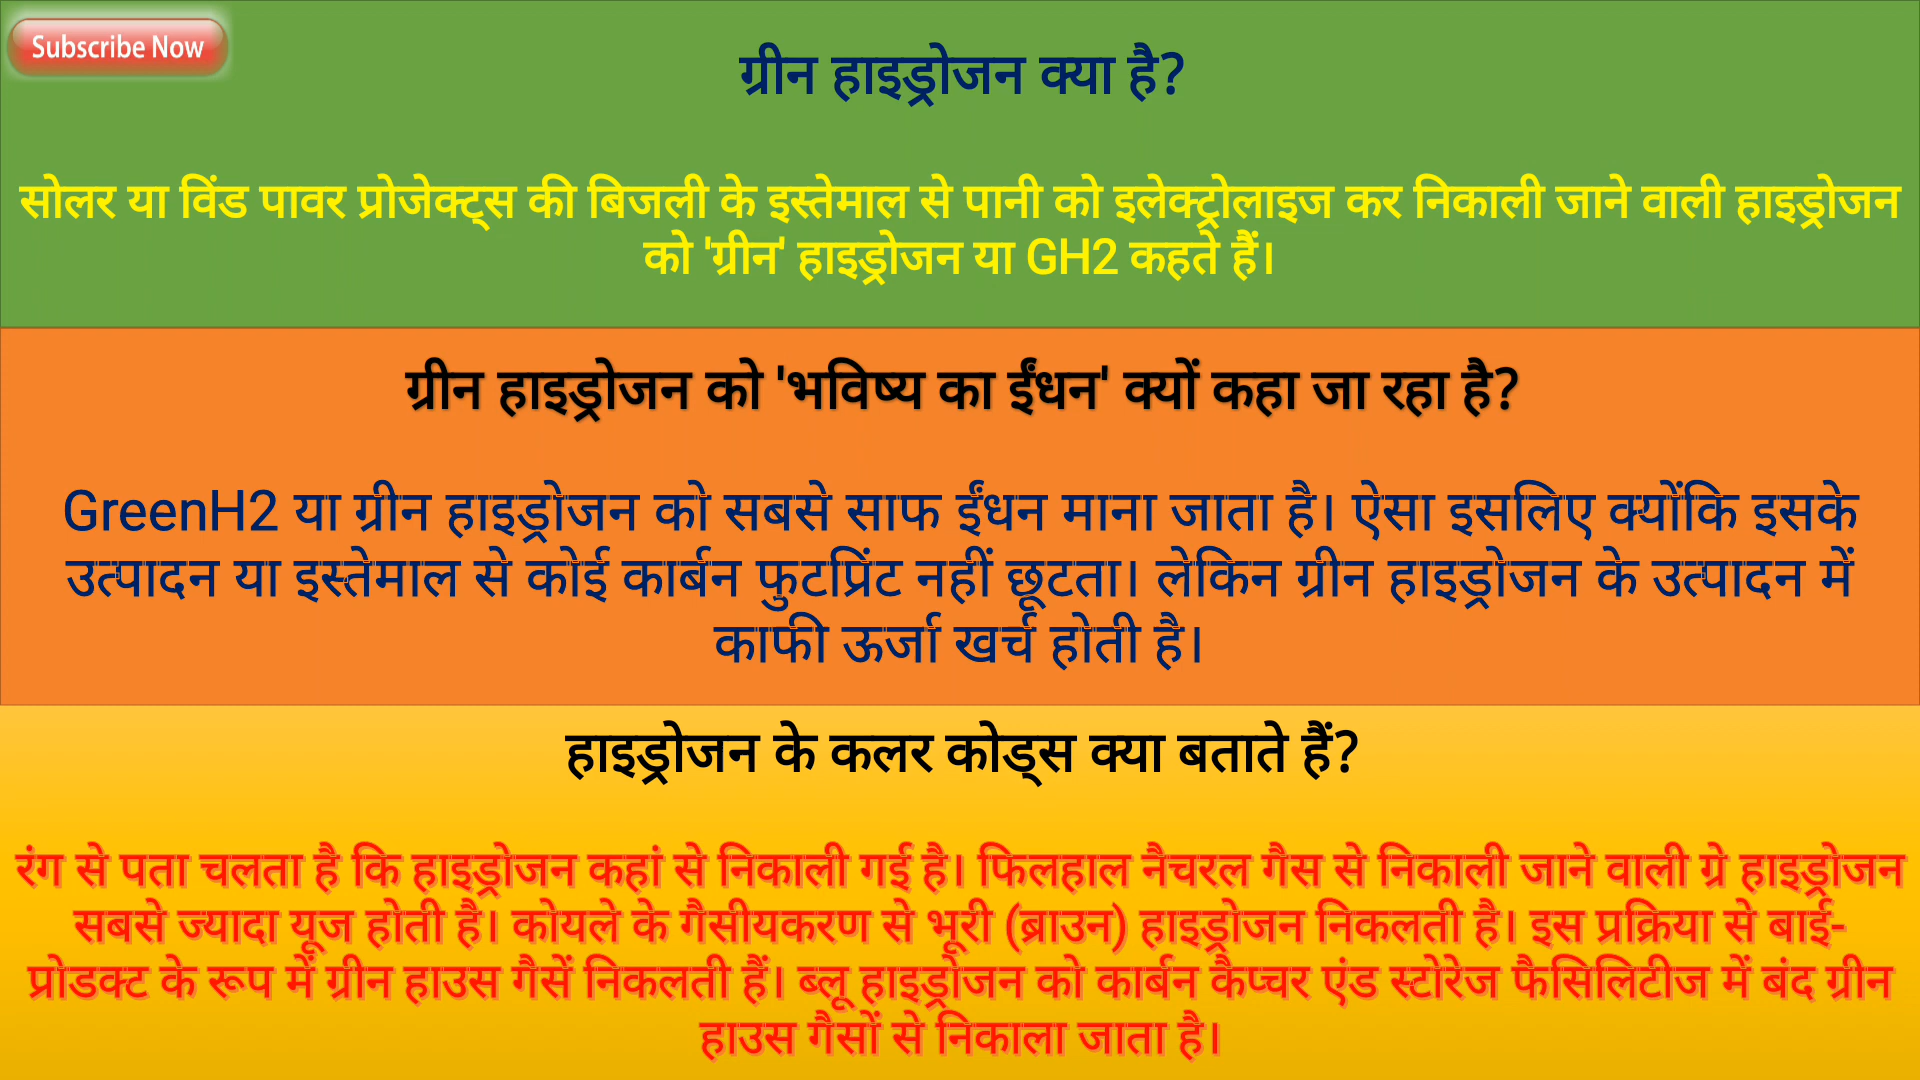 Subscribe Now
ग्रीन हाइड्रोजन क्या है?
सोलर या विंड पावर प्रोजेक्ट्स की बिजली के इस्तेमाल से पानी को इलेक्ट्रोलाइज कर निकाली जाने वाली हाइड्रोजन
को 'ग्रीन' हाइड्रोजन या GH2 कहते हैं।
ग्रीन हाइड्रोजन को 'भविष्य का ईंधन' क्यों कहा जा रहा है?
GreenH2 या ग्रीन हाइड्रोजन को सबसे साफ ईंधन माना जाता है। ऐसा इसलिए क्योंकि इसके
उत्पादन या इस्तेमाल से कोई कार्बन फुटप्रिंट नहीं छूटता। लेकिन ग्रीन हाइड्रोजन के उत्पादन में
काफी ऊर्जा खर्च होती है।
हाइड्रोजन के कलर कोड्स क्या बताते हैं?
रंग से पता चलता है कि हाइड्रोजन कहां से निकाली गई है। फिलहाल नैचरल गैस से निकाली जाने वाली ग्रे हाइड्रोजन
सबसे ज्यादा यूज होती है। कोयले के गैसीयकरण से भूरी (ब्राउन) हाइड्रोजन निकलती है। इस प्रक्रिया से बाई-
प्रोडक्ट के रूप में ग्रीन हाउस गैसें निकलती हैं। ब्लू हाइड्रोजन को कार्बन कैप्चर एंड स्टोरेज फैसिलिटीज में बंद ग्रीन
हाउस गैसों से निकाला जाता है।